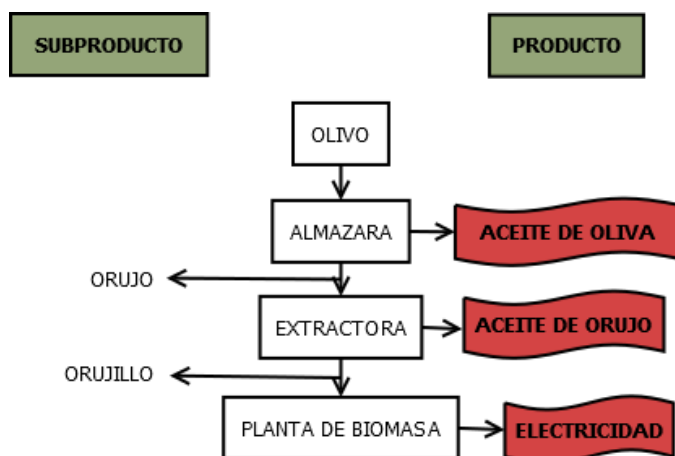 SUBPRODUCTO
PRODUCTO
OLIVO
ALMAZARA
ACEITE DE OLIVA
ORUJO
EXTRACTORA
ACEITE DE ORUJO
ORUJILLO
PLANTA DE BIOMASA
ELECTRICIDAD